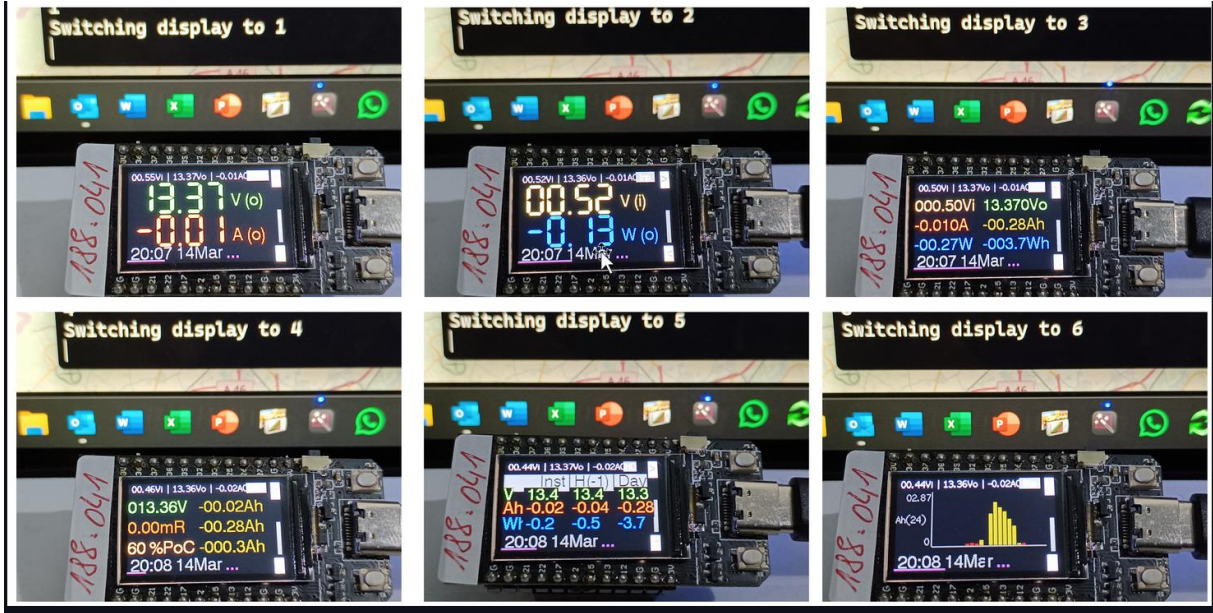 Switching display to 1
188.041
00.55Vi | 13.37Vo | -0.01A
13.37 V (o)
-0.01 A (o)
20:07 14Mar ...
Switching display to 2
188.041
00.52Vi | 13.36Vo | -0.01A
00.52 V (i)
-0.13 W (o)
20:07 14Mar ...
Switching display to 3
188.041
00.50Vi | 13.37Vo | -0.01A
000.50Vi 13.370Vo
-0.010A -00.28Ah
-00.27W -003.7Wh
20:07 14Mar ...
Switching display to 4
188.041
00.46Vi | 13.36Vo | -0.02A
013.36V -00.02Ah
0.00mR -00.28Ah
60 %PoC -000.3Ah
20:08 14Mar ...
Switching display to 5
188.041
00.44Vi | 13.37Vo | -0.02A
Inst | H(-1) | Day
V 13.4 13.4 13.3
Ah -0.02 -0.04 -0.28
Wh -0.2 -0.5 -3.7
20:08 14Mar ...
Switching display to 6
188.041
00.44Vi | 13.36Vo | -0.02A
02.87
Ah(24)
0
20:08 14Mar ...